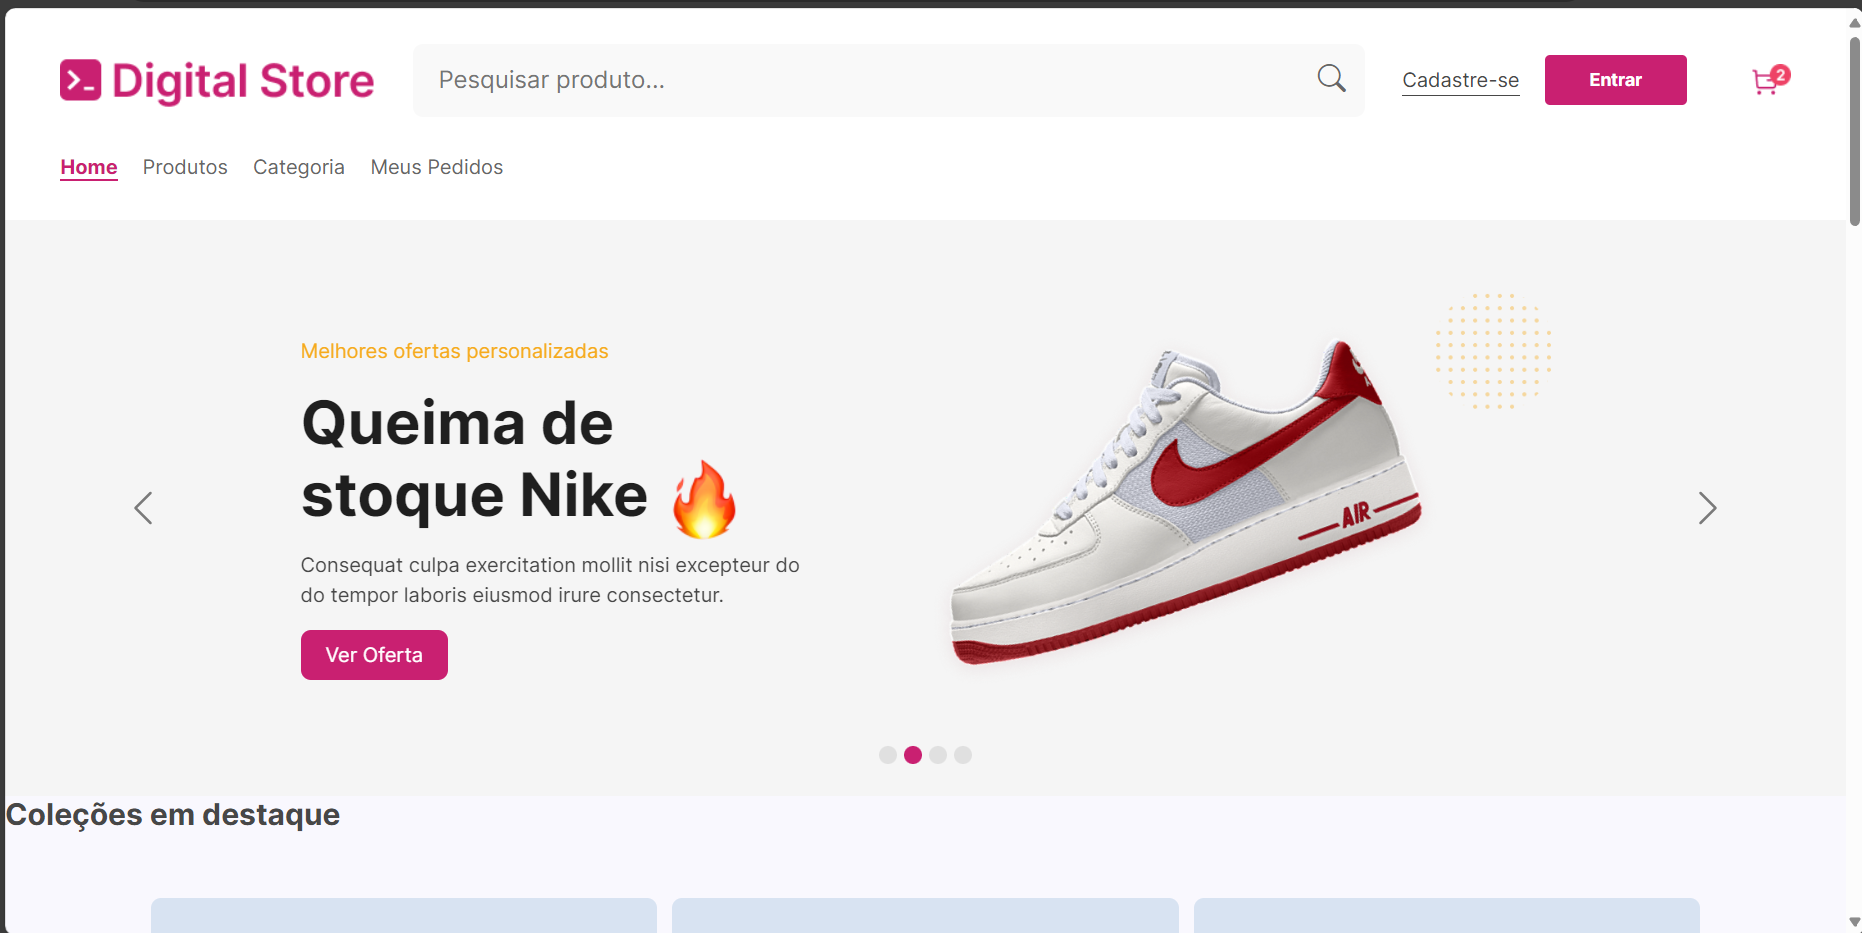 Digital Store
Pesquisar produto...
Cadastre-se
Entrar
2
Home
Produtos
Categoria
Meus Pedidos
Melhores ofertas personalizadas
Queima de
stoque Nike 🔥
Consequat culpa exercitation mollit nisi excepteur do
do tempor laboris eiusmod irure consectetur.
Ver Oferta
AIR
Coleções em destaque